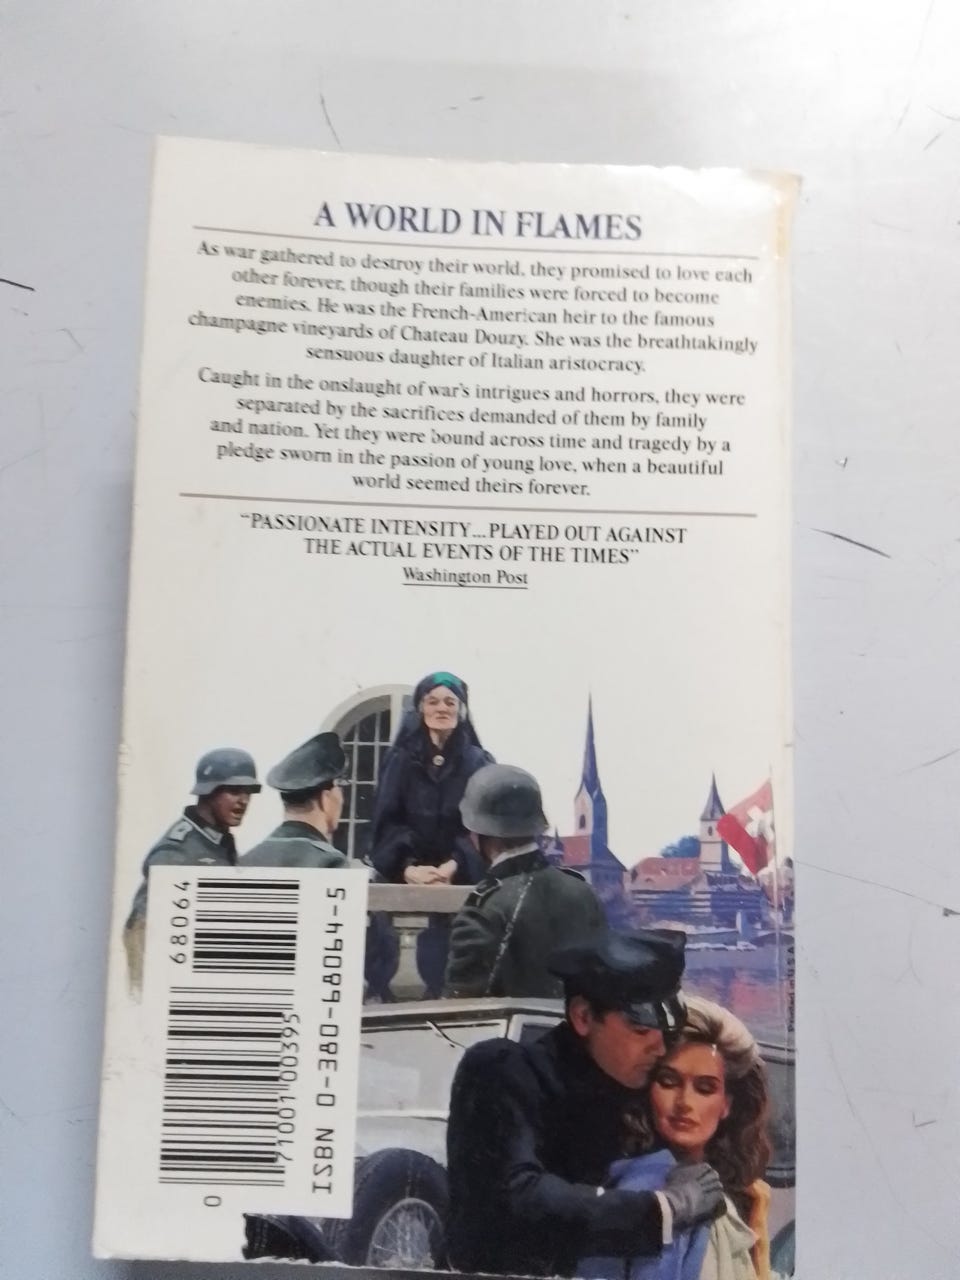 A WORLD IN FLAMES
As war gathered to destroy their world, they promised to love each
other forever, though their families were forced to become
enemies. He was the French-American heir to the famous
champagne vineyards of Chateau Douzy. She was the breathtakingly
sensuous daughter of Italian aristocracy.
Caught in the onslaught of war's intrigues and horrors, they were
separated by the sacrifices demanded of them by family
and nation. Yet they were bound across time and tragedy by a
pledge sworn in the passion of young love, when a beautiful
world seemed theirs forever.
"PASSIONATE INTENSITY...PLAYED OUT AGAINST
THE ACTUAL EVENTS OF THE TIMES"
Washington Post
68064
0 71001 00395
ISBN 0-380-68064-5
Printed in U.S.A.